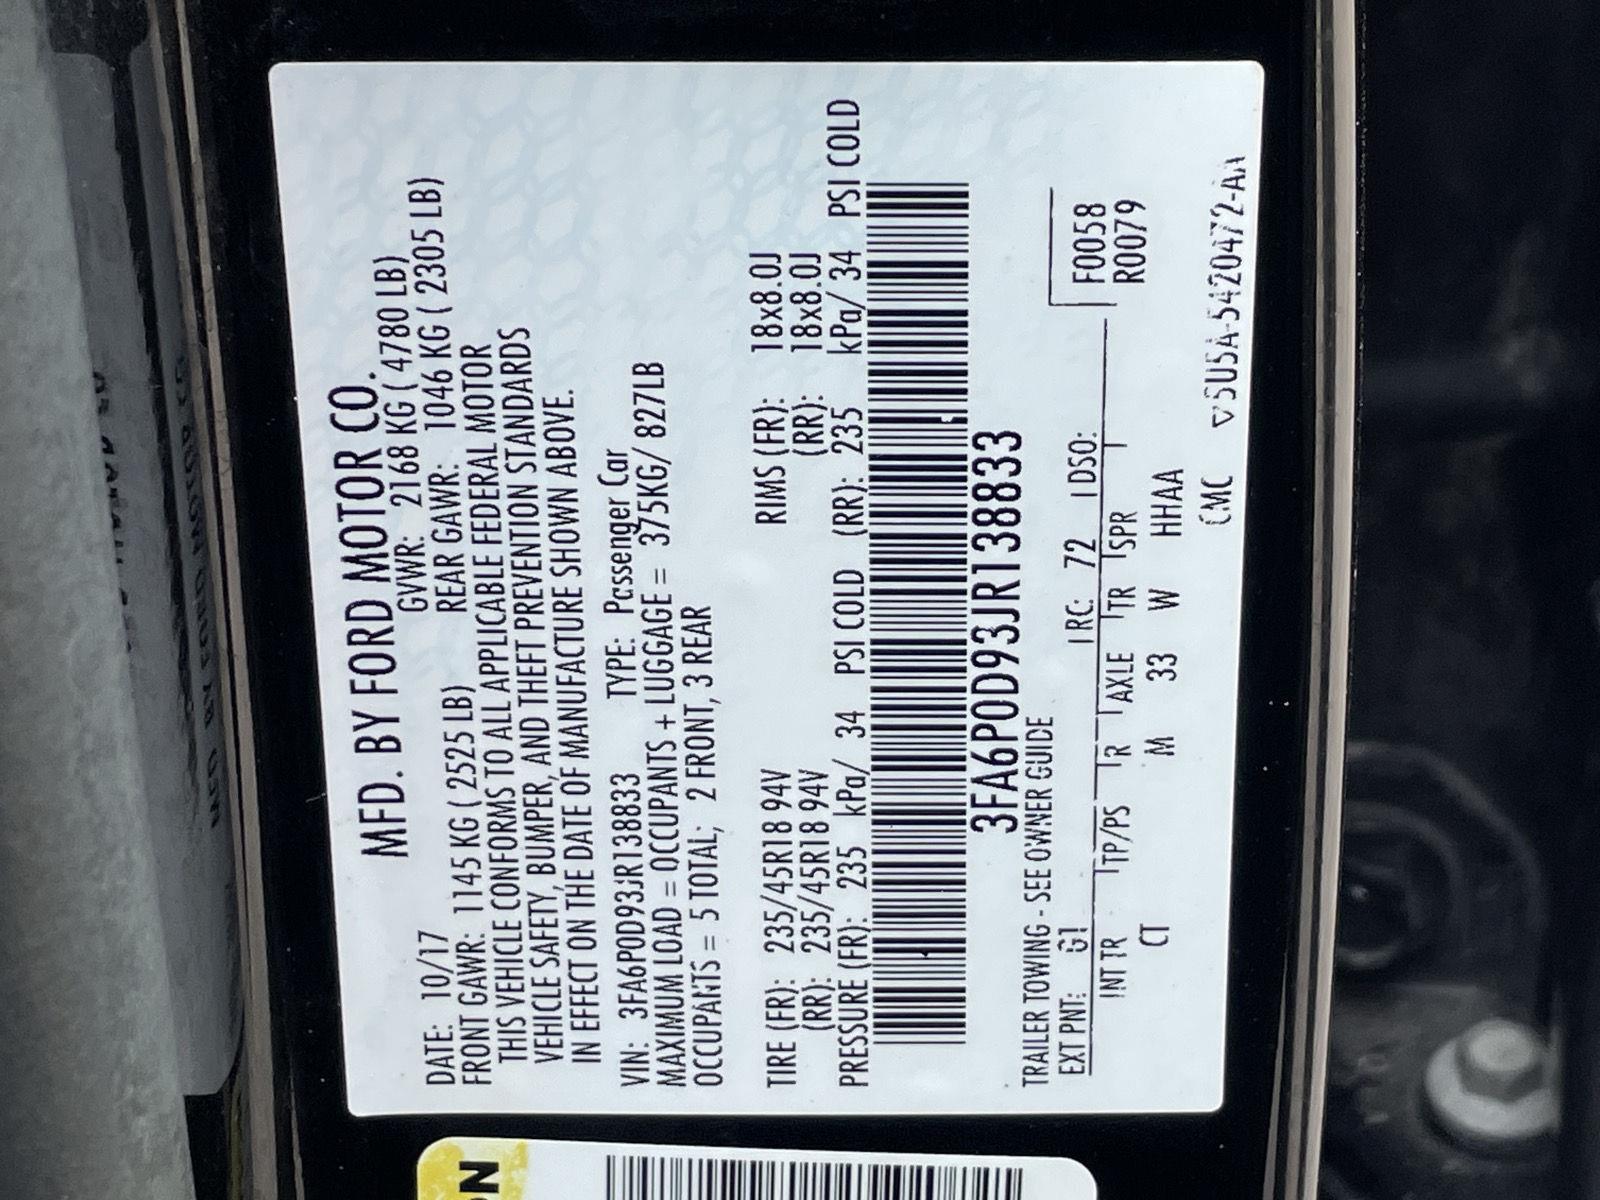 MFD. BY FORD MOTOR CO.
DATE: 10/17 GVWR: 2168 KG ( 4780 LB)
FRONT GAWR: 1145 KG ( 2525 LB) REAR GAWR: 1046 KG ( 2305 LB)
THIS VEHICLE CONFORMS TO ALL APPLICABLE FEDERAL MOTOR
VEHICLE SAFETY, BUMPER, AND THEFT PREVENTION STANDARDS
IN EFFECT ON THE DATE OF MANUFACTURE SHOWN ABOVE.
VIN: 3FA6P0D93JR138833 TYPE: Passenger Car
MAXIMUM LOAD = OCCUPANTS + LUGGAGE = 375KG/ 827LB
OCCUPANTS = 5 TOTAL; 2 FRONT, 3 REAR
TIRE (FR): 235/45R18 94V RIMS (FR): 18x8.0J
(RR): 235/45R18 94V (RR): 18x8.0J
PRESSURE (FR): 235 kPa/ 34 PSI COLD (RR): 235 kPa/ 34 PSI COLD
3FA6P0D93JR138833
TRAILER TOWING - SEE OWNER GUIDE
EXT PNT: G1 RC: 72 DSO: F0058
INT TR TP/PS R AXLE TR SPR R0079
CT M 33 W HHAA
CMC ▽5U5A-5420472-AA